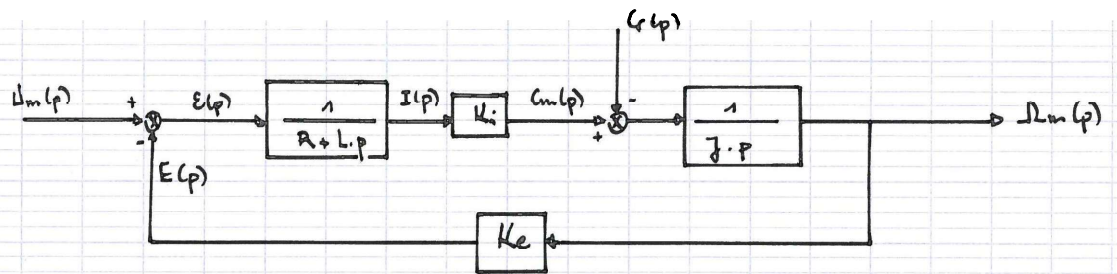 Cr(p)
Um(p) + ε(p) 1 I(p) Ki Cm(p) + - 1 Ωm(p)
R + L.p J.p
-
E(p)
Ke